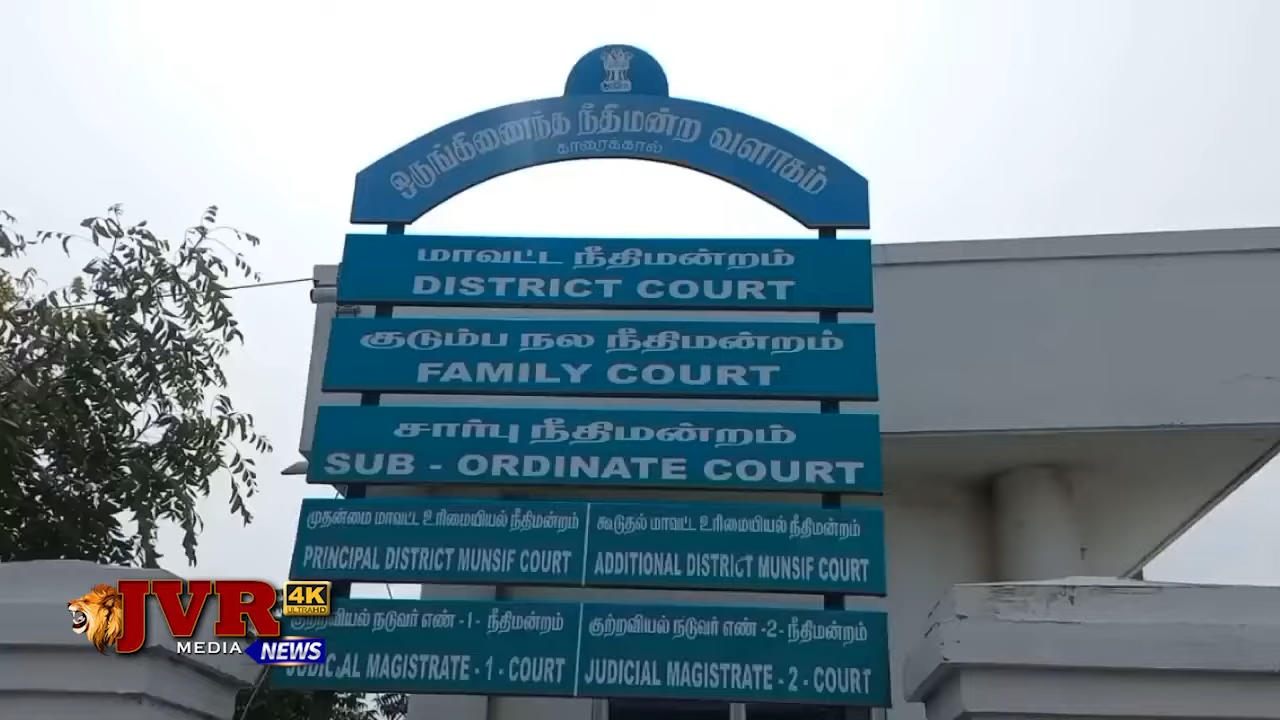 ஒருங்கிணைந்த நீதிமன்ற வளாகம்
காரைக்கால்
மாவட்ட நீதிமன்றம்
DISTRICT COURT
குடும்ப நல நீதிமன்றம்
FAMILY COURT
சார்பு நீதிமன்றம்
SUB - ORDINATE COURT
முதன்மை மாவட்ட உரிமையியல் நீதிமன்றம்
PRINCIPAL DISTRICT MUNSIF COURT
கூடுதல் மாவட்ட உரிமையியல் நீதிமன்றம்
ADDITIONAL DISTRICT MUNSIF COURT
குற்றவியல் நடுவர் எண் -1- நீதிமன்றம்
JUDICIAL MAGISTRATE - 1 - COURT
குற்றவியல் நடுவர் எண் -2- நீதிமன்றம்
JUDICIAL MAGISTRATE - 2 - COURT
JVR
4K
ULTRA HD
MEDIA
NEWS